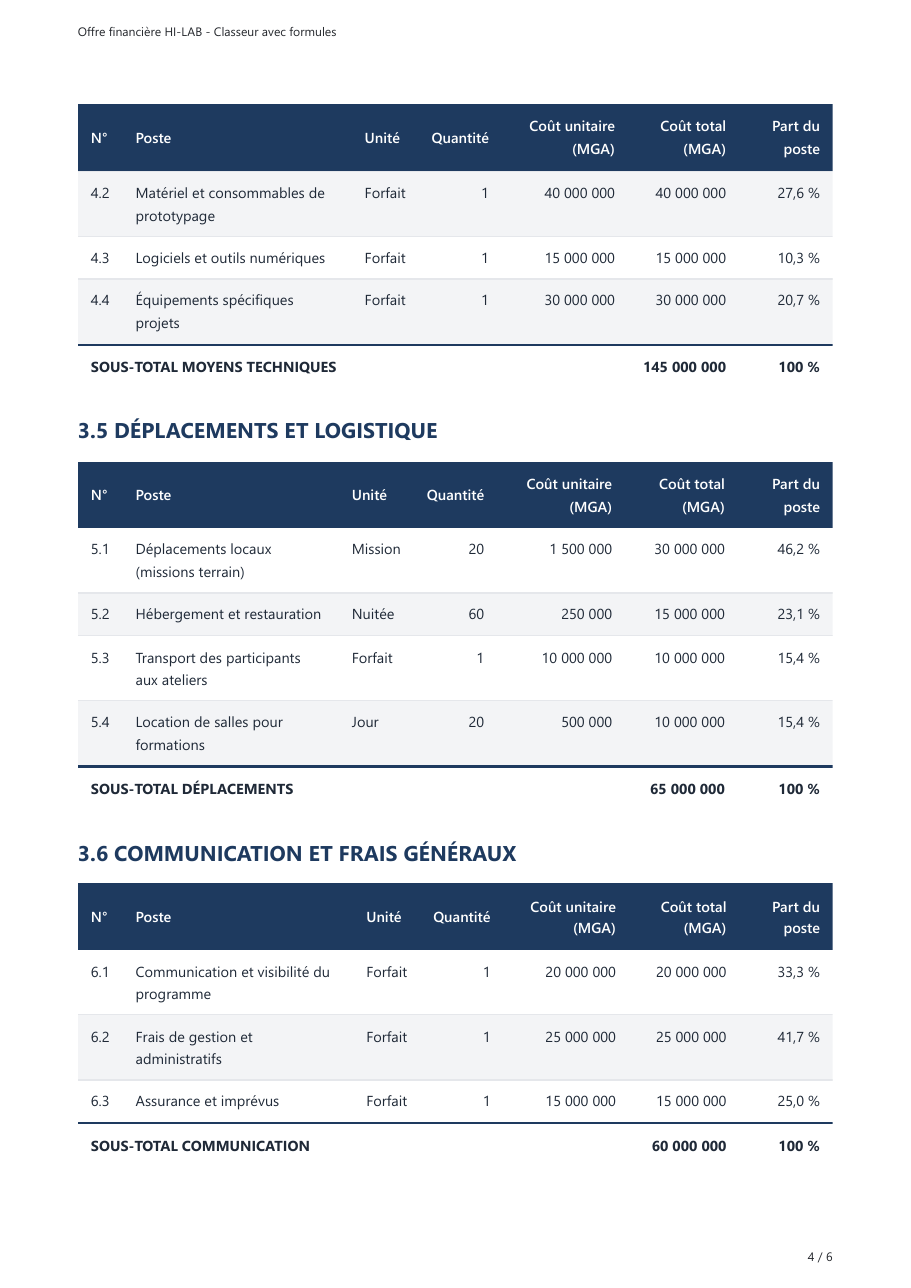 Offre financière HI-LAB - Classeur avec formules
N° Poste Unité Quantité Coût unitaire (MGA) Coût total (MGA) Part du poste
4.2 Matériel et consommables de prototypage Forfait 1 40 000 000 40 000 000 27,6 %
4.3 Logiciels et outils numériques Forfait 1 15 000 000 15 000 000 10,3 %
4.4 Équipements spécifiques projets Forfait 1 30 000 000 30 000 000 20,7 %
SOUS-TOTAL MOYENS TECHNIQUES 145 000 000 100 %
3.5 DÉPLACEMENTS ET LOGISTIQUE
N° Poste Unité Quantité Coût unitaire (MGA) Coût total (MGA) Part du poste
5.1 Déplacements locaux (missions terrain) Mission 20 1 500 000 30 000 000 46,2 %
5.2 Hébergement et restauration Nuitée 60 250 000 15 000 000 23,1 %
5.3 Transport des participants aux ateliers Forfait 1 10 000 000 10 000 000 15,4 %
5.4 Location de salles pour formations Jour 20 500 000 10 000 000 15,4 %
SOUS-TOTAL DÉPLACEMENTS 65 000 000 100 %
3.6 COMMUNICATION ET FRAIS GÉNÉRAUX
N° Poste Unité Quantité Coût unitaire (MGA) Coût total (MGA) Part du poste
6.1 Communication et visibilité du programme Forfait 1 20 000 000 20 000 000 33,3 %
6.2 Frais de gestion et administratifs Forfait 1 25 000 000 25 000 000 41,7 %
6.3 Assurance et imprévus Forfait 1 15 000 000 15 000 000 25,0 %
SOUS-TOTAL COMMUNICATION 60 000 000 100 %
4 / 6